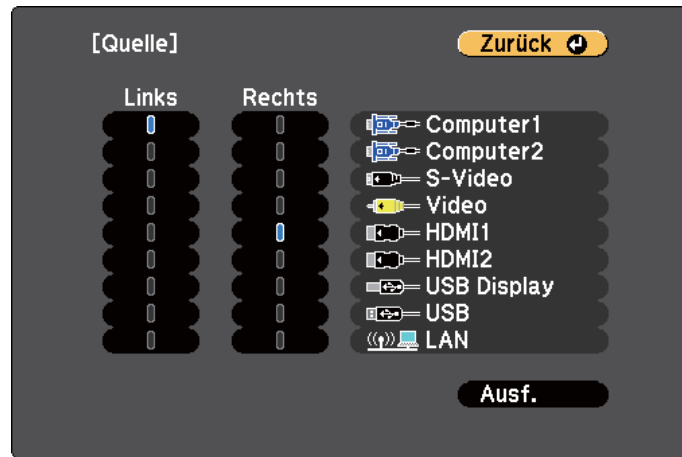 [Quelle] Zurück
Links Rechts
Computer1
Computer2
S-Video
Video
HDMI1
HDMI2
USB Display
USB
LAN
Ausf.